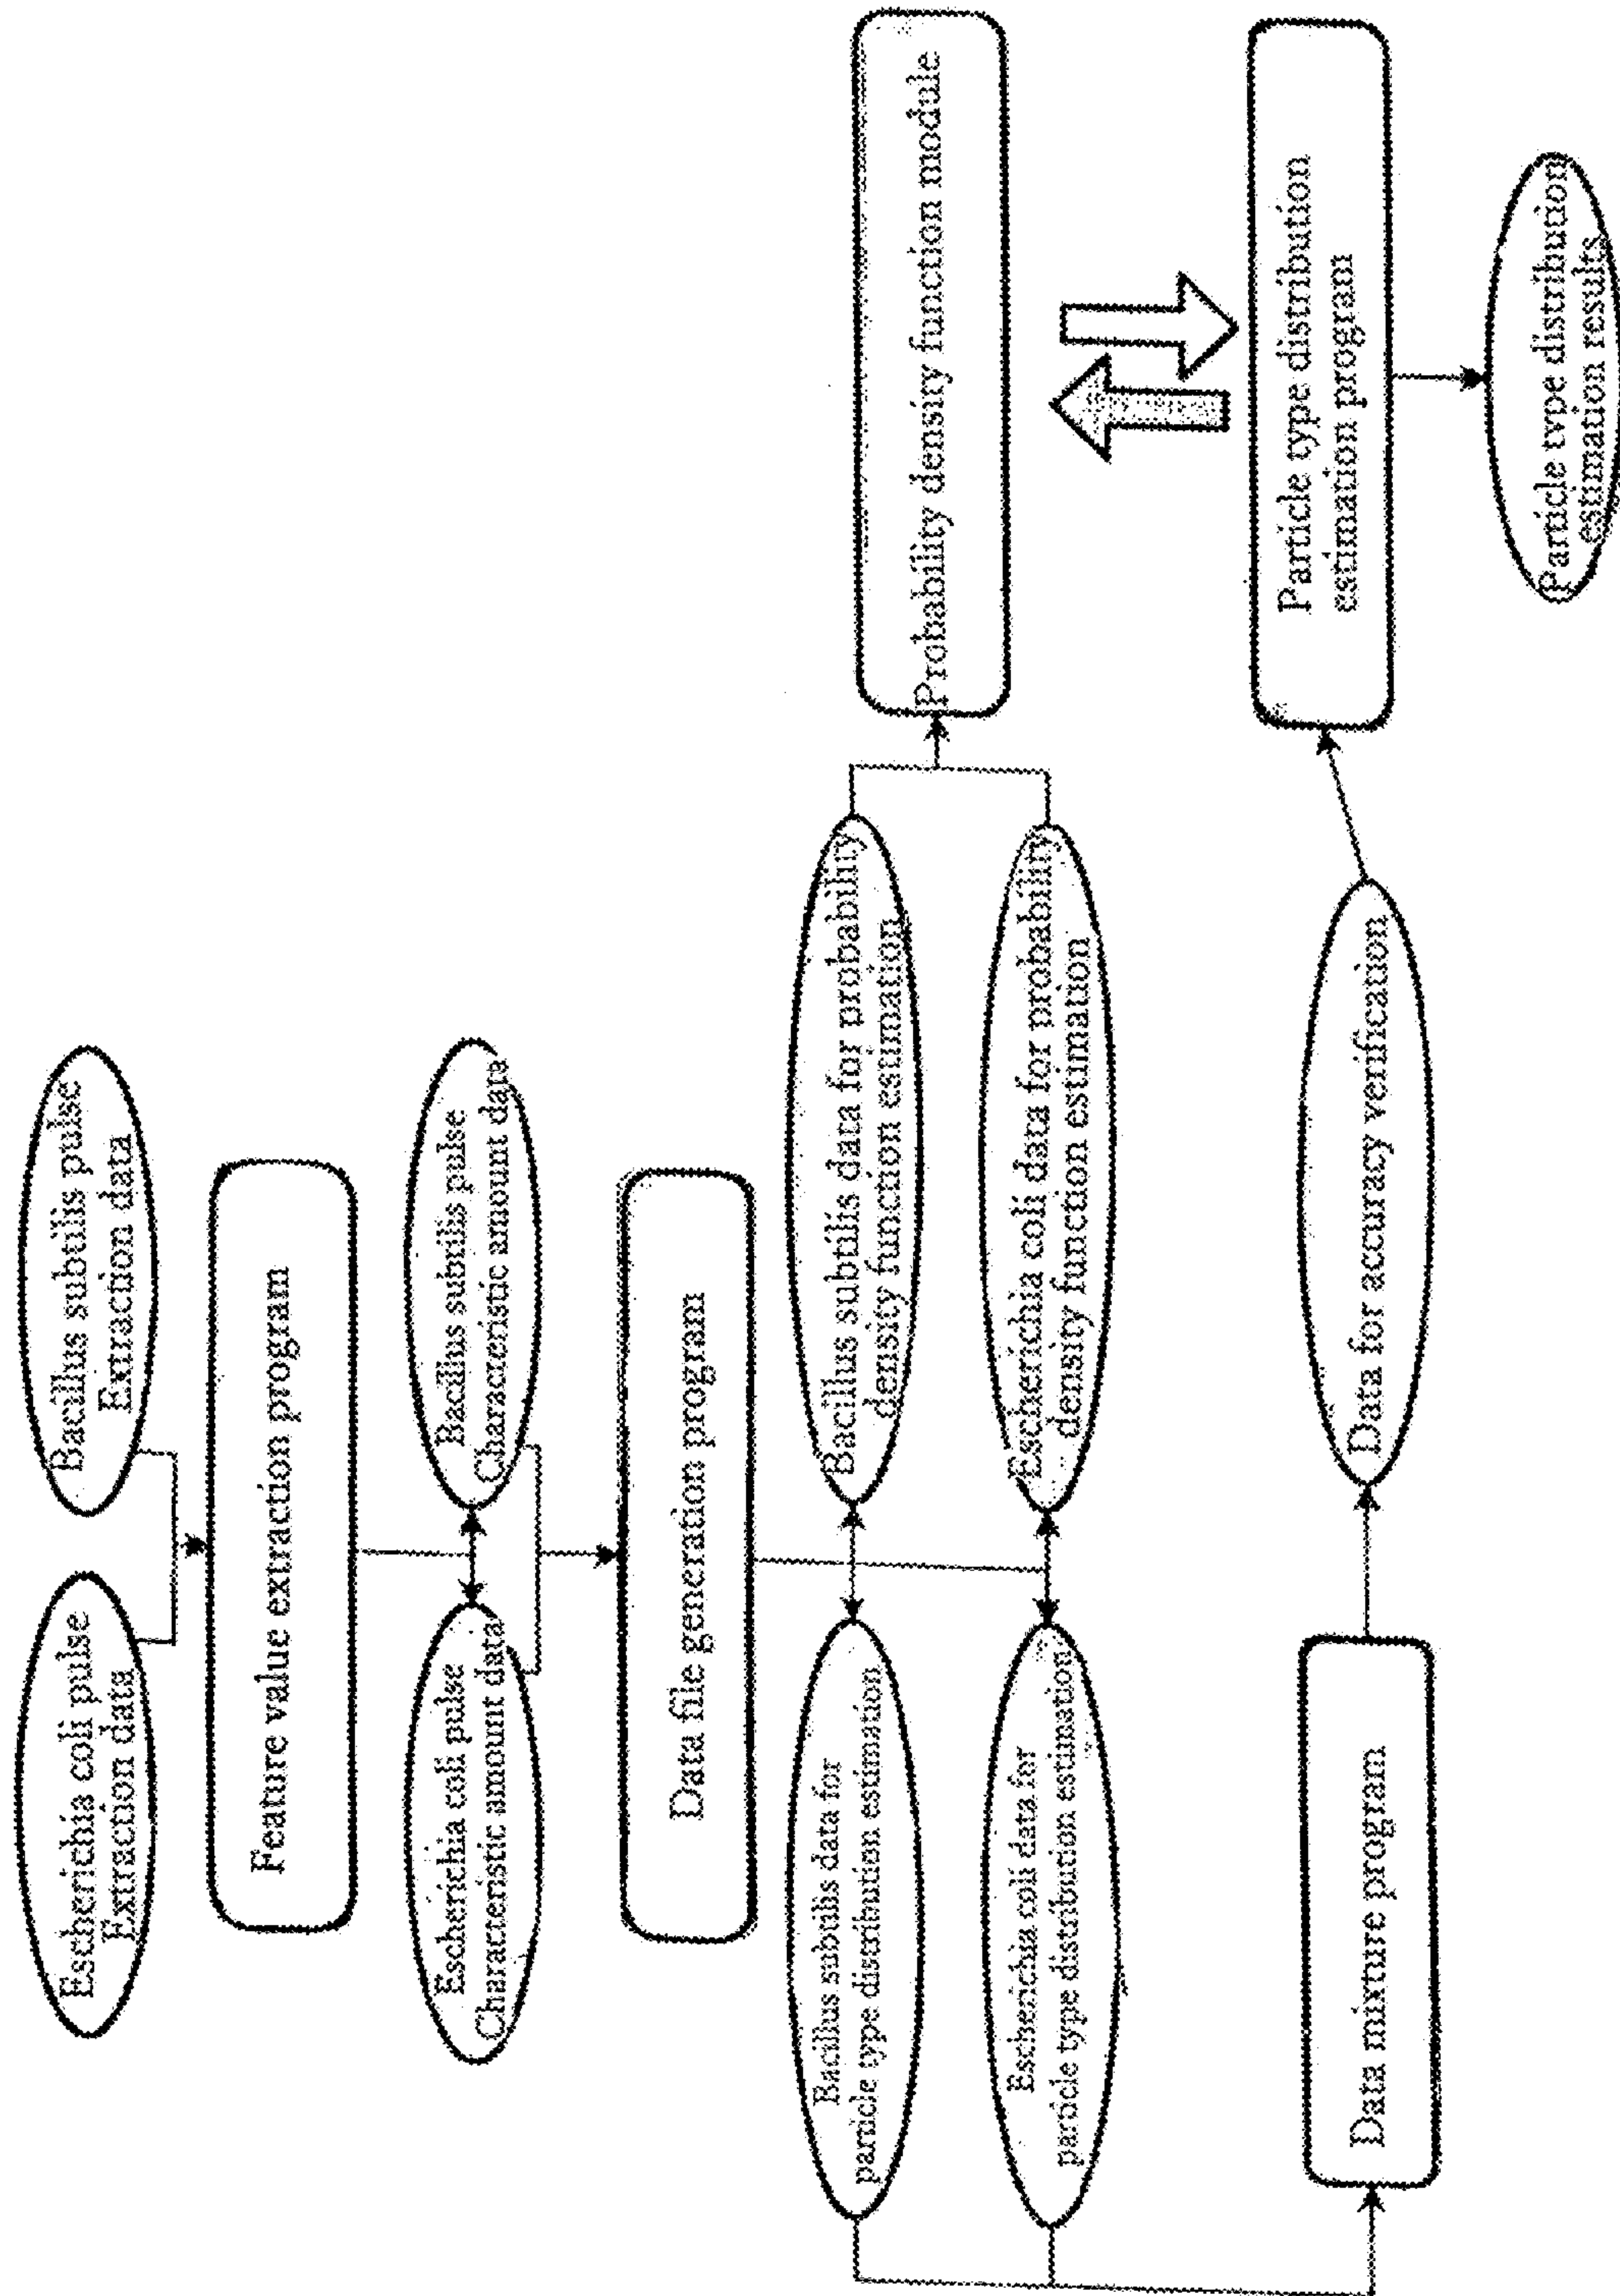 Escherichia coli pulse
Extraction data
Bacillus subtilis pulse
Extraction data
Feature value extraction program
Escherichia coli pulse
Characteristic amount data
Bacillus subtilis pulse
Characteristic amount data
Data file generation program
Bacillus subtilis data for
particle type distribution estimation
Bacillus subtilis data for probability
density function estimation
Escherichia coli data for
particle type distribution estimation
Escherichia coli data for probability
density function estimation
Probability density function module
Data mixture program
Data for accuracy verification
Particle type distribution
estimation program
Particle type distribution
estimation results